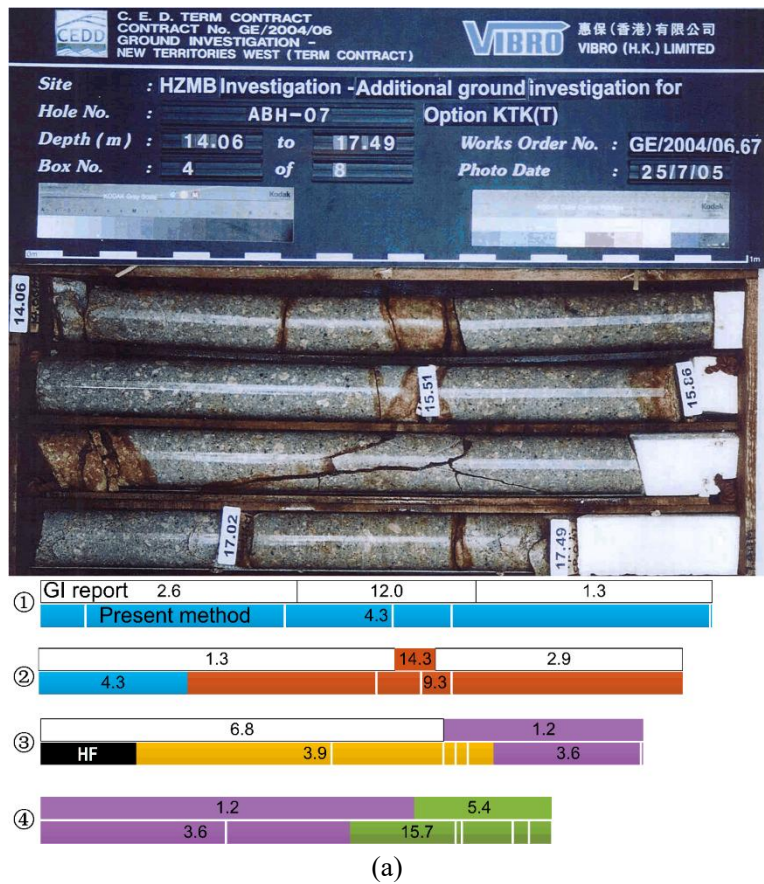 C. E. D. TERM CONTRACT
CONTRACT No. GE/2004/06
GROUND INVESTIGATION –
NEW TERRITORIES WEST (TERM CONTRACT)
CEDD
VIBRO
惠保(香港)有限公司
VIBRO (H.K.) LIMITED
Site : HZMB Investigation -Additional ground investigation for
Hole No. : ABH-07 Option KTK(T)
Depth (m) : 14.06 to 17.49 Works Order No. : GE/2004/06.67
Box No. : 4 of 8 Photo Date : 25/7/05
Kodak
Kodak
0m 1m
14.06
15.51
15.86
17.02
17.49
① GI report 2.6 12.0 1.3
Present method 4.3
② 1.3 14.3 2.9
4.3 9.3
③ 6.8 1.2
HF 3.9 3.6
④ 1.2 5.4
3.6 15.7
(a)